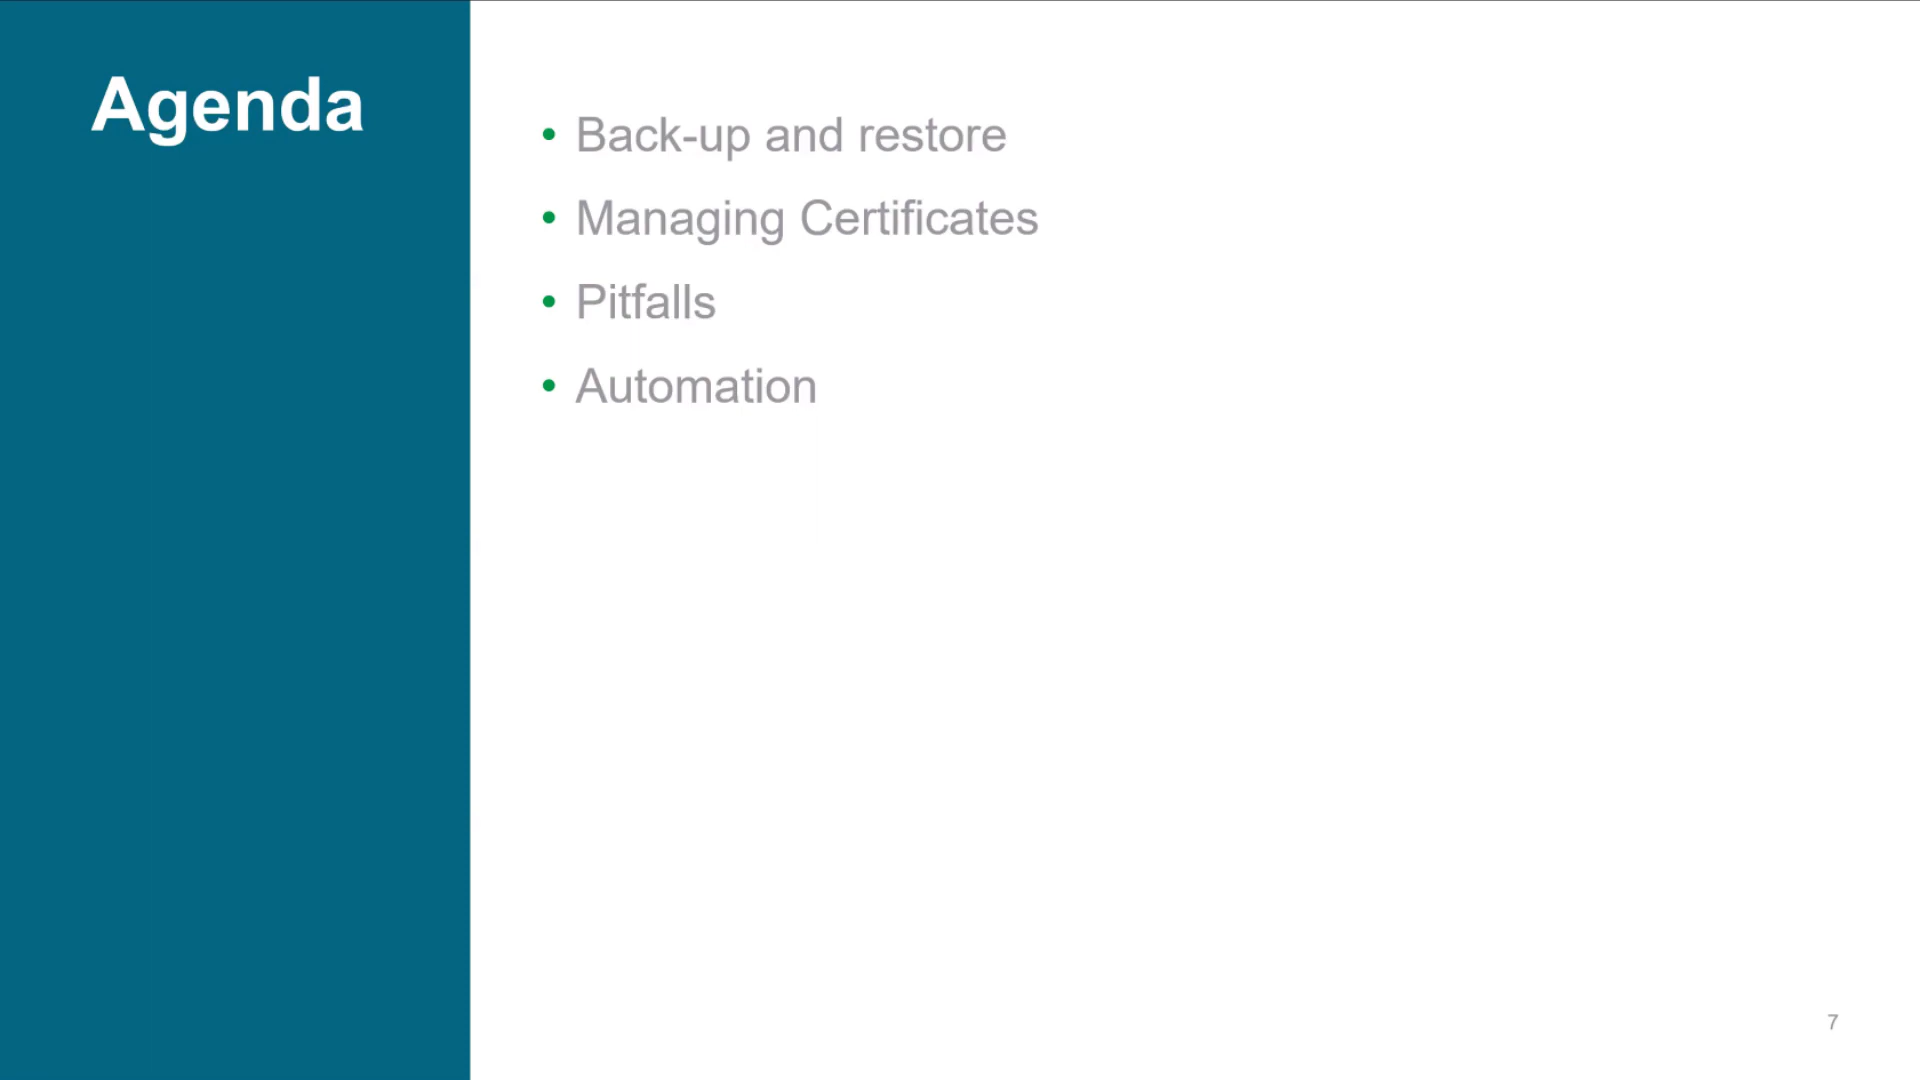 Agenda
• Back-up and restore
• Managing Certificates
• Pitfalls
• Automation
7